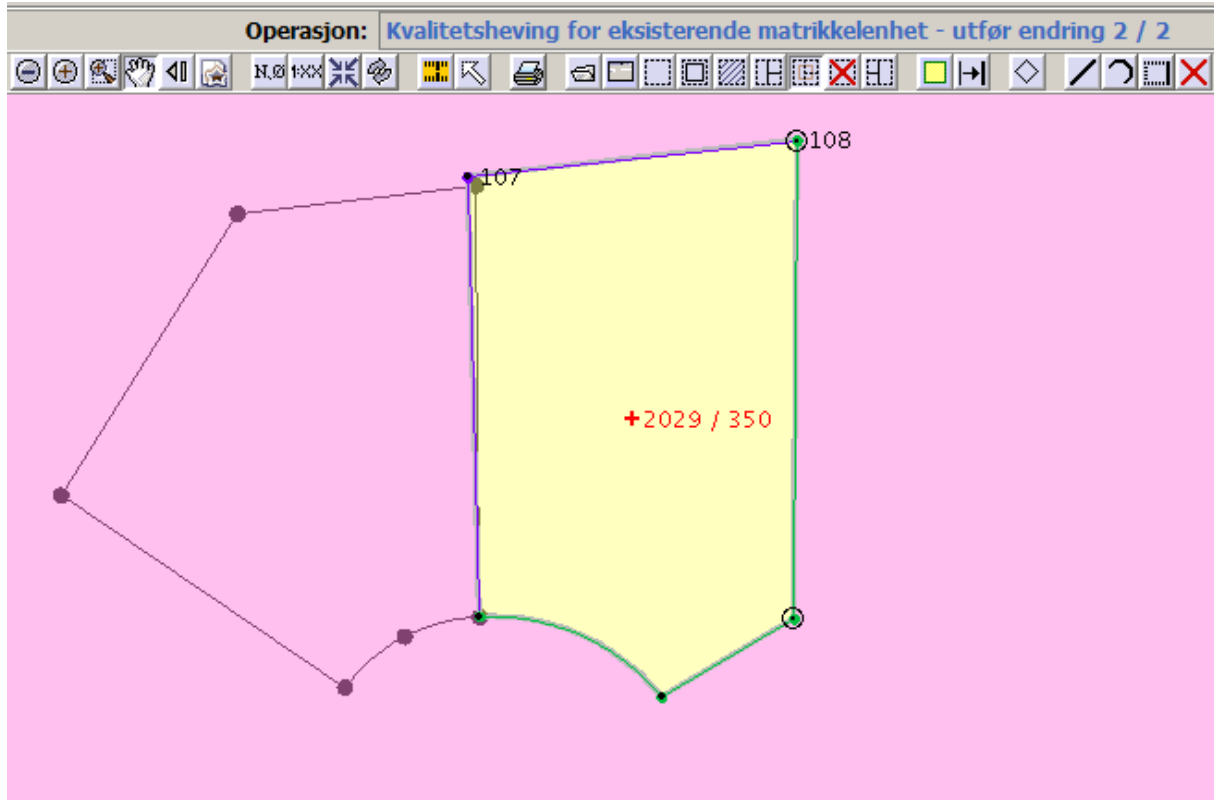 Operasjon: Kvalitetsheving for eksisterende matrikkelenhet - utfør endring 2 / 2
N,Ø 1:XX
108
107
+2029 / 350